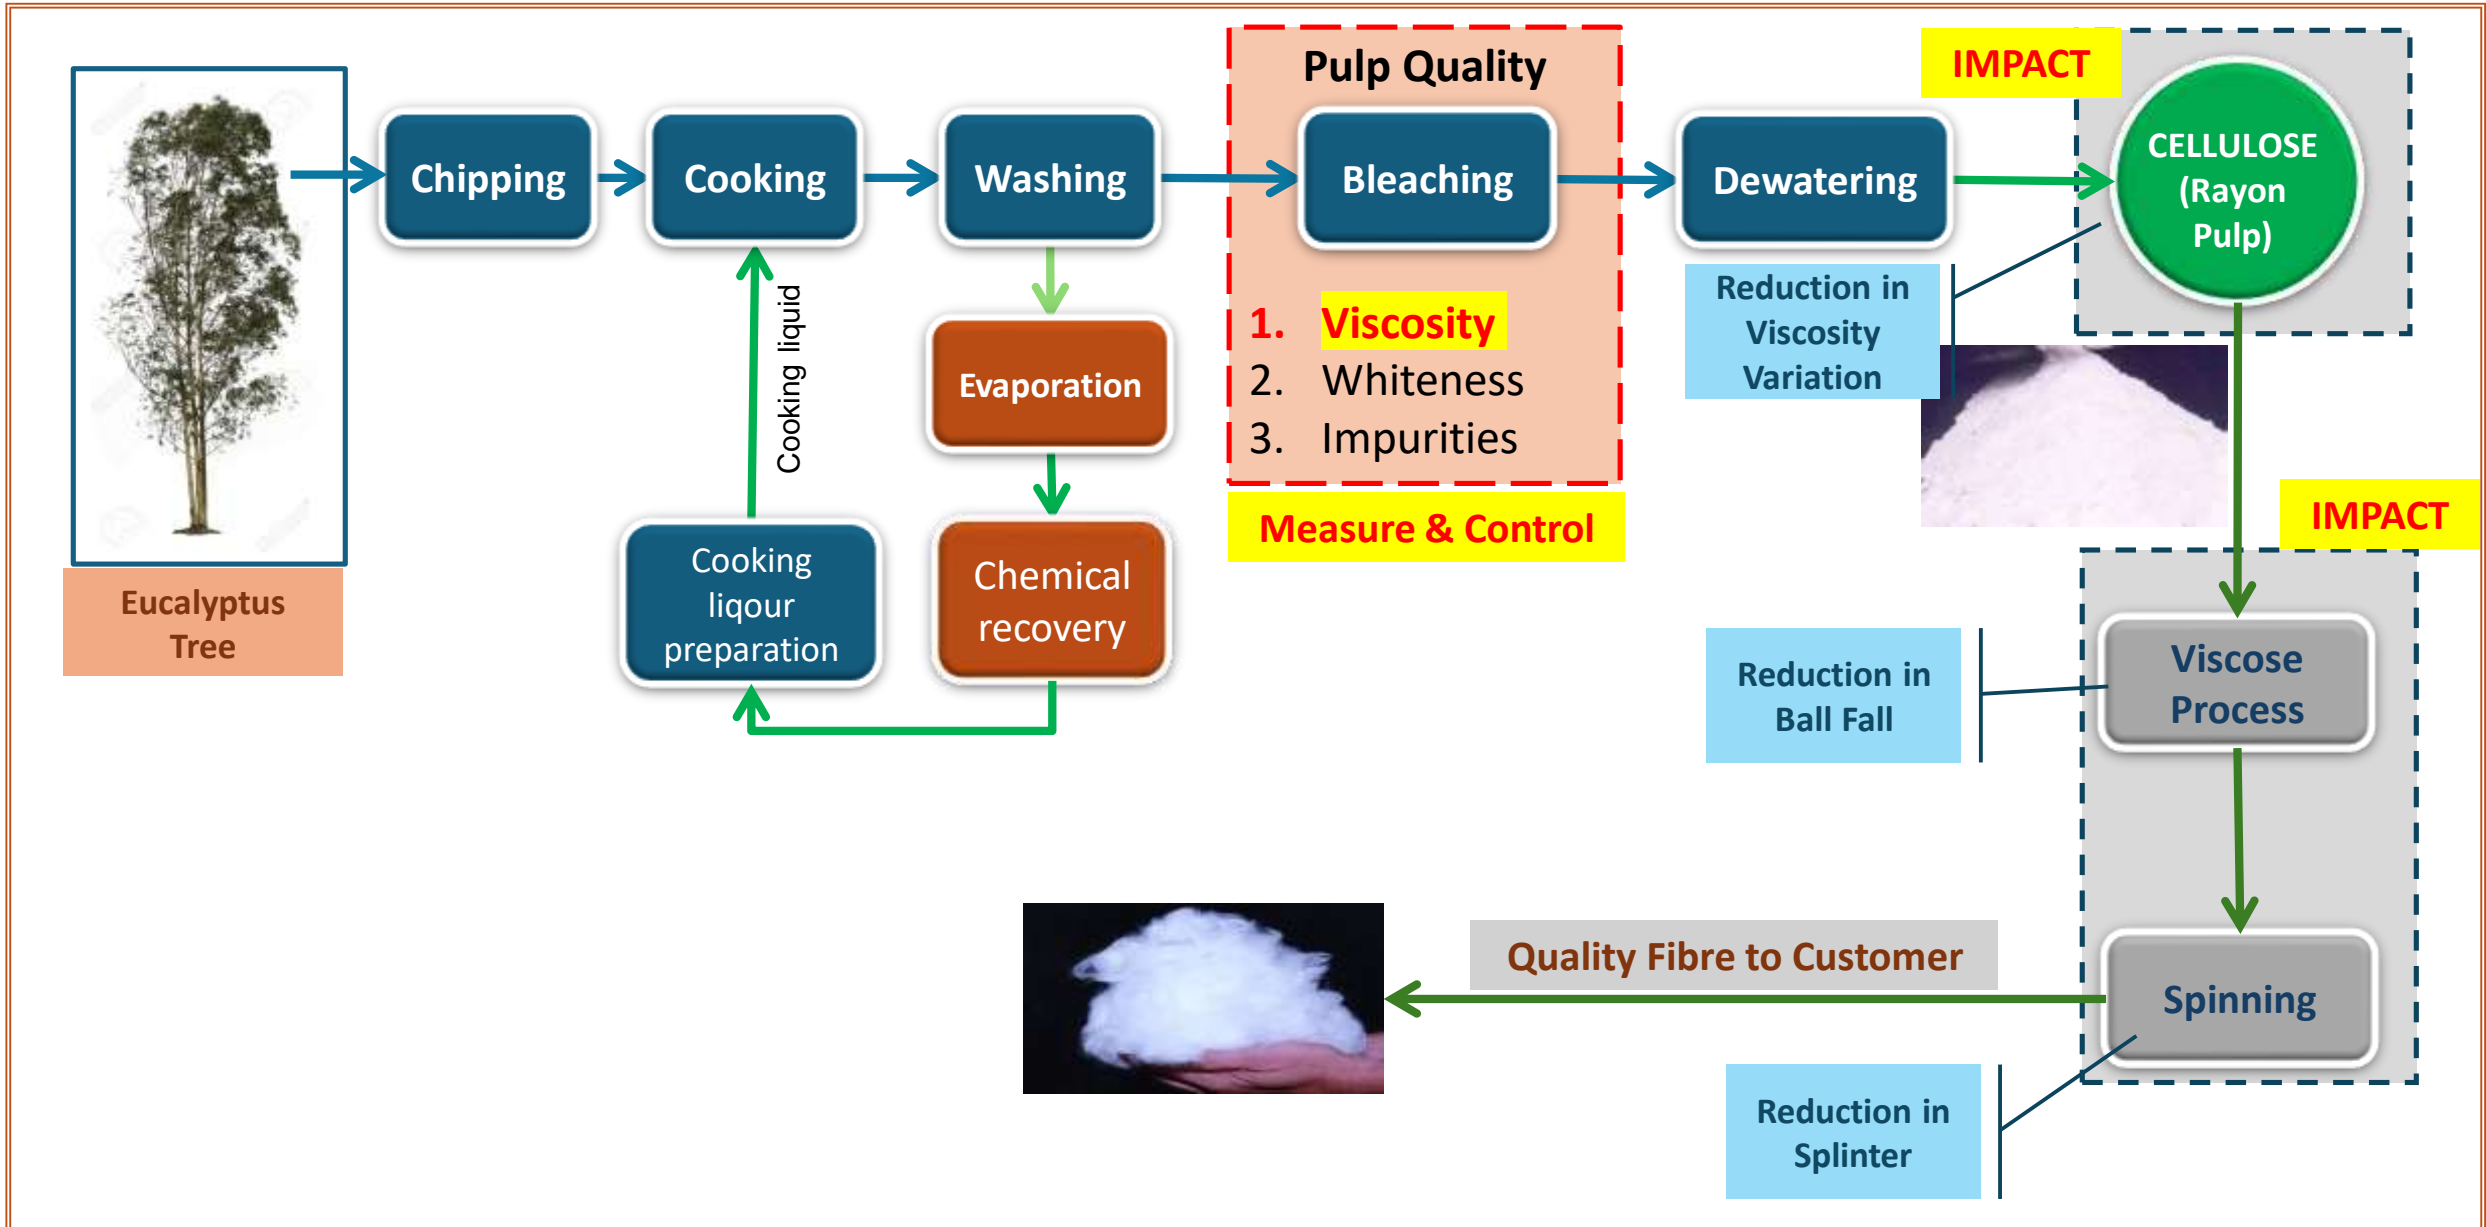 Pulp Quality
IMPACT
Chipping
Cooking
Washing
Bleaching
Dewatering
CELLULOSE
(Rayon
Pulp)
Cooking liquid
Evaporation
1. Viscosity
2. Whiteness
3. Impurities
Reduction in
Viscosity
Variation
Measure & Control
IMPACT
Eucalyptus
Tree
Cooking
liqour
preparation
Chemical
recovery
Reduction in
Ball Fall
Viscose
Process
Quality Fibre to Customer
Spinning
Reduction in
Splinter